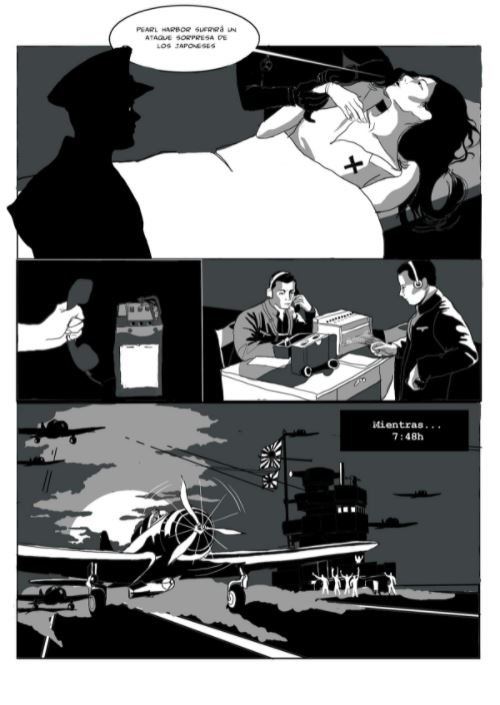 PEARL HARBOR SUFRIRÁ UN
ATAQUE SORPRESA DE
LOS JAPONESES
Mientras...
7:48h